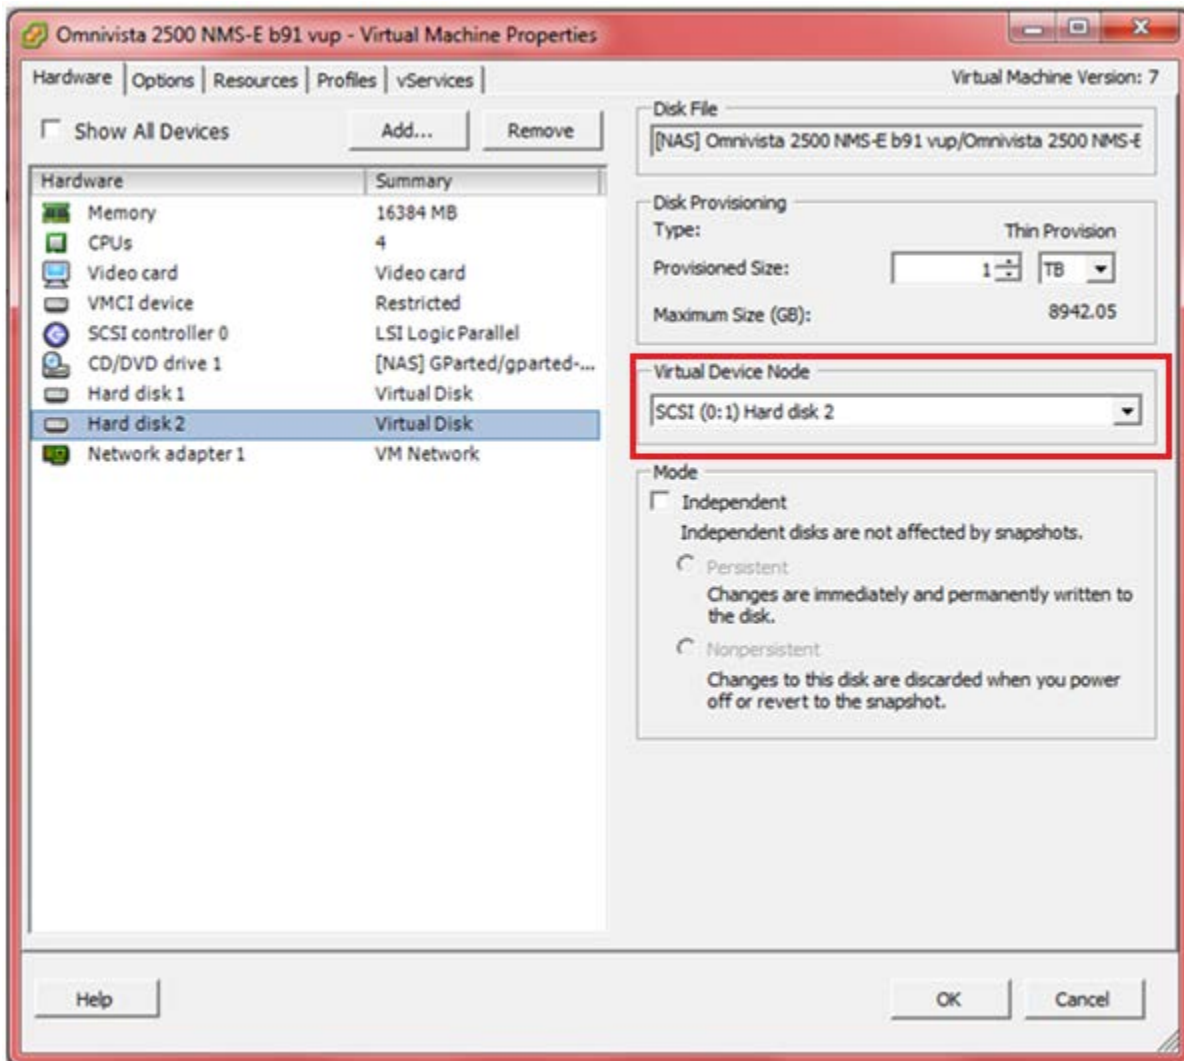 Omnivista 2500 NMS-E b91 vup - Virtual Machine Properties
Hardware Options Resources Profiles vServices
Virtual Machine Version: 7
Show All Devices
Add...
Remove
Hardware Summary
Memory 16384 MB
CPUs 4
Video card Video card
VMCI device Restricted
SCSI controller 0 LSI Logic Parallel
CD/DVD drive 1 [NAS] GParted/gparted-...
Hard disk 1 Virtual Disk
Hard disk 2 Virtual Disk
Network adapter 1 VM Network
Disk File
[NAS] Omnivista 2500 NMS-E b91 vup/Omnivista 2500 NMS-E
Disk Provisioning
Type: Thin Provision
Provisioned Size: 1 TB
Maximum Size (GB): 8942.05
Virtual Device Node
SCSI (0:1) Hard disk 2
Mode
Independent
Independent disks are not affected by snapshots.
Persistent
Changes are immediately and permanently written to
the disk.
Nonpersistent
Changes to this disk are discarded when you power
off or revert to the snapshot.
Help
OK
Cancel